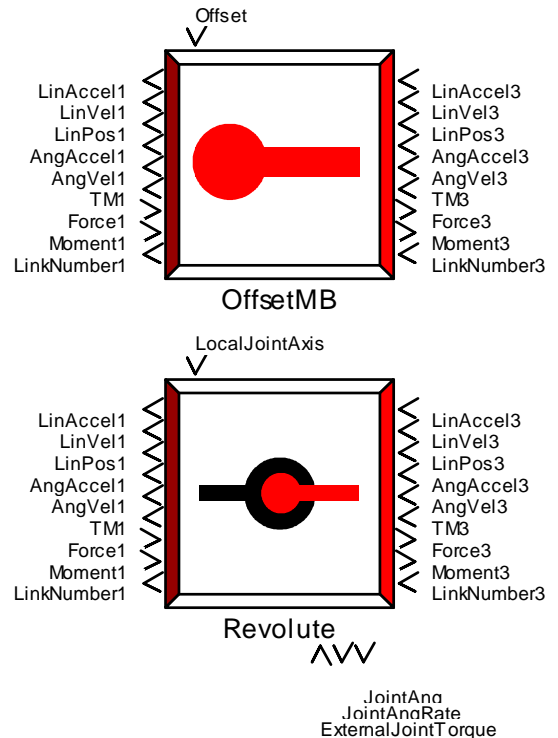 Offset
LinAccel1 LinAccel3
LinVel1 LinVel3
LinPos1 LinPos3
AngAccel1 AngAccel3
AngVel1 AngVel3
TM1 TM3
Force1 Force3
Moment1 Moment3
LinkNumber1 LinkNumber3
OffsetMB
LocalJointAxis
LinAccel1 LinAccel3
LinVel1 LinVel3
LinPos1 LinPos3
AngAccel1 AngAccel3
AngVel1 AngVel3
TM1 TM3
Force1 Force3
Moment1 Moment3
LinkNumber1 LinkNumber3
Revolute
JointAng
JointAngRate
ExternalJointTorque